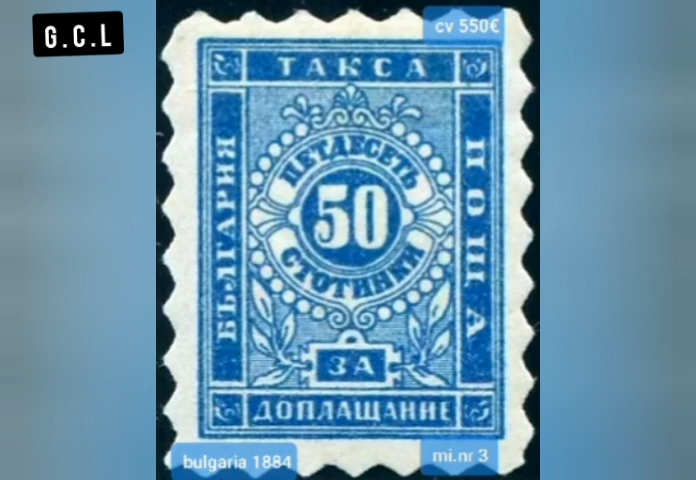 G.C.L
cv 550€
ТАКСА
БЪЛГАРИЯ
ПОЩА
ПЕТДЕСЕТЬ
50
СТОТИНКИ
ЗА
ДОПЛАЩАНИЕ
bulgaria 1884
mi.nr 3